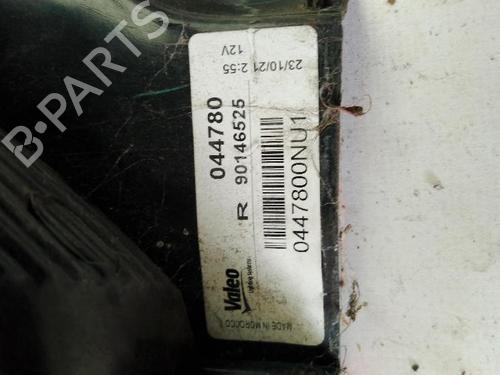 23/10/21 2:55
12V
044780
R 90146525
0447800NU1
Valeo
MADE IN MOROCCO
B-PARTS